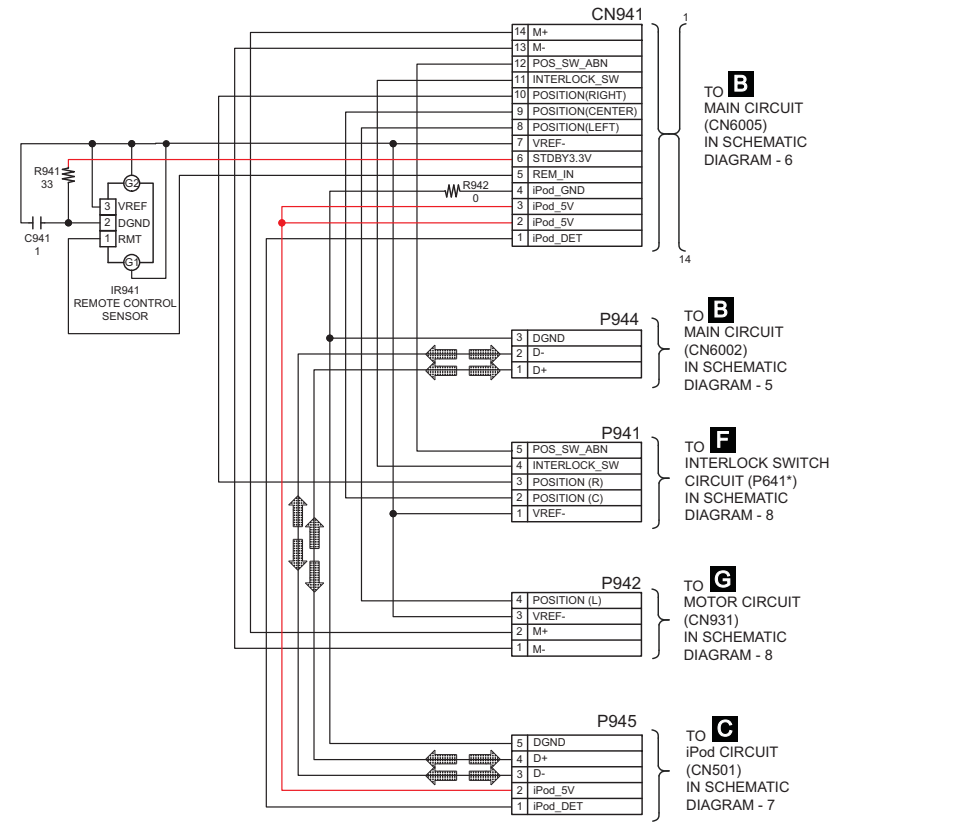 CN941
1
14 M+
13 M-
12 POS_SW_ABN
11 INTERLOCK_SW
10 POSITION(RIGHT)
9 POSITION(CENTER)
8 POSITION(LEFT)
7 VREF-
6 STDBY3.3V
5 REM_IN
4 iPod_GND
3 iPod_5V
2 iPod_5V
1 iPod_DET
14
TO B
MAIN CIRCUIT
(CN6005)
IN SCHEMATIC
DIAGRAM - 6
R941
33
R942
0
C941
1
G2
3 VREF
2 DGND
1 RMT
G1
IR941
REMOTE CONTROL
SENSOR
P944
3 DGND
2 D-
1 D+
TO B
MAIN CIRCUIT
(CN6002)
IN SCHEMATIC
DIAGRAM - 5
P941
5 POS_SW_ABN
4 INTERLOCK_SW
3 POSITION (R)
2 POSITION (C)
1 VREF-
TO F
INTERLOCK SWITCH
CIRCUIT (P641*)
IN SCHEMATIC
DIAGRAM - 8
P942
4 POSITION (L)
3 VREF-
2 M+
1 M-
TO G
MOTOR CIRCUIT
(CN931)
IN SCHEMATIC
DIAGRAM - 8
P945
5 DGND
4 D+
3 D-
2 iPod_5V
1 iPod_DET
TO C
iPod CIRCUIT
(CN501)
IN SCHEMATIC
DIAGRAM - 7